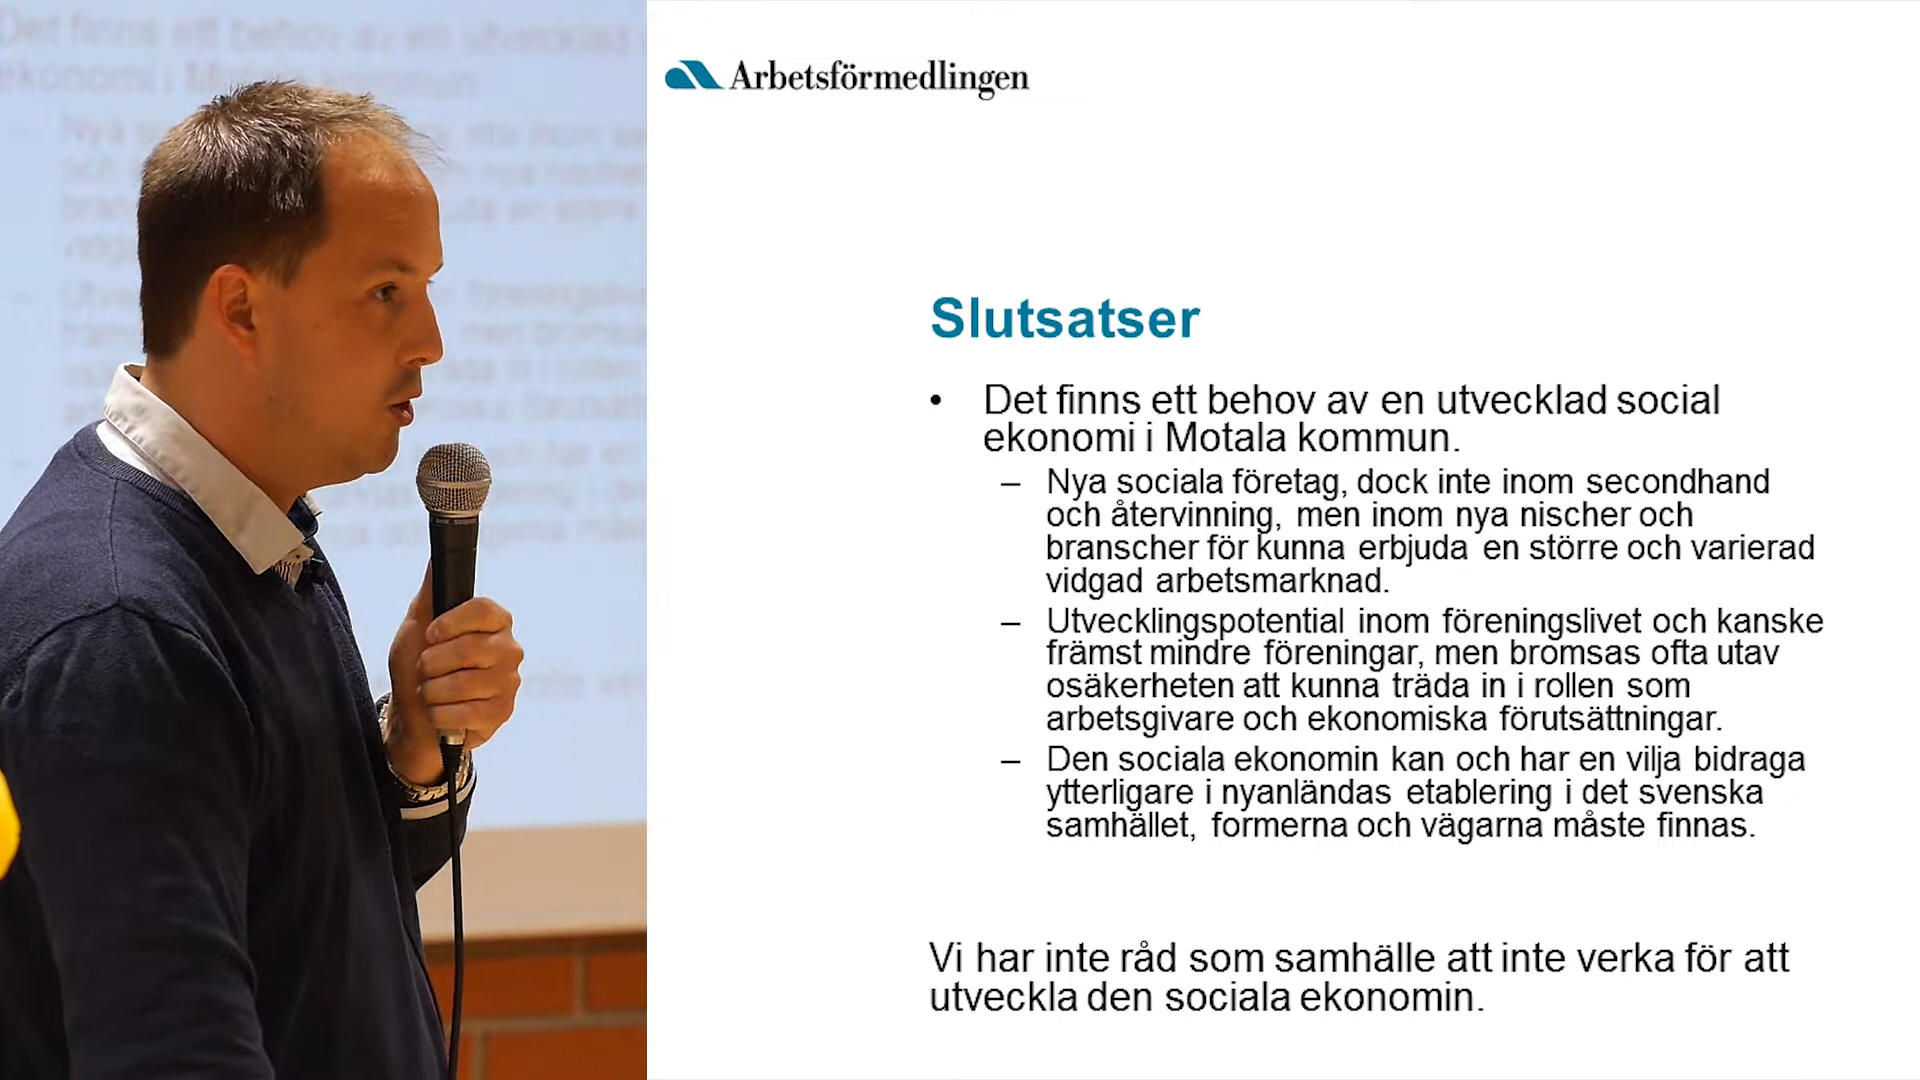 Arbetsförmedlingen
Slutsatser
• Det finns ett behov av en utvecklad social
ekonomi i Motala kommun.
– Nya sociala företag, dock inte inom secondhand
och återvinning, men inom nya nischer och
branscher för kunna erbjuda en större och varierad
vidgad arbetsmarknad.
– Utvecklingspotential inom föreningslivet och kanske
främst mindre föreningar, men bromsas ofta utav
osäkerheten att kunna träda in i rollen som
arbetsgivare och ekonomiska förutsättningar.
– Den sociala ekonomin kan och har en vilja bidraga
ytterligare i nyanländas etablering i det svenska
samhället, formerna och vägarna måste finnas.
Vi har inte råd som samhälle att inte verka för att
utveckla den sociala ekonomin.